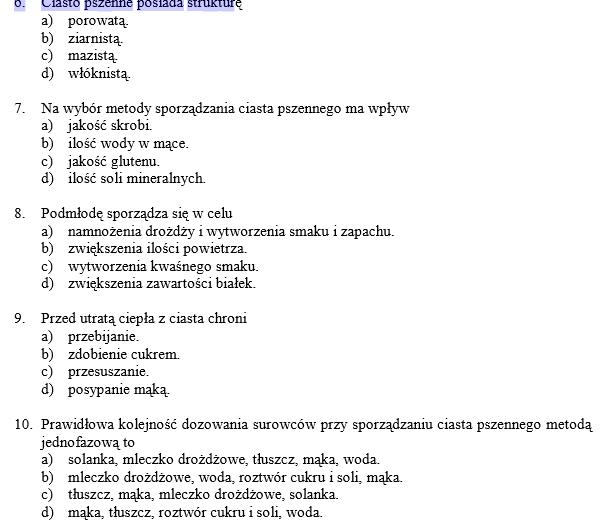 6. Ciasto pszenne posiada strukturę
a) porowatą.
b) ziarnistą.
c) mazistą.
d) włóknistą.
7. Na wybór metody sporządzania ciasta pszennego ma wpływ
a) jakość skrobi.
b) ilość wody w mące.
c) jakość glutenu.
d) ilość soli mineralnych.
8. Podmłodę sporządza się w celu
a) namnożenia drożdży i wytworzenia smaku i zapachu.
b) zwiększenia ilości powietrza.
c) wytworzenia kwaśnego smaku.
d) zwiększenia zawartości białek.
9. Przed utratą ciepła z ciasta chroni
a) przebijanie.
b) zdobienie cukrem.
c) przesuszanie.
d) posypanie mąką.
10. Prawidłowa kolejność dozowania surowców przy sporządzaniu ciasta pszennego metodą
jednofazową to
a) solanka, mleczko drożdżowe, tłuszcz, mąka, woda.
b) mleczko drożdżowe, woda, roztwór cukru i soli, mąka.
c) tłuszcz, mąka, mleczko drożdżowe, solanka.
d) mąka, tłuszcz, roztwór cukru i soli, woda.